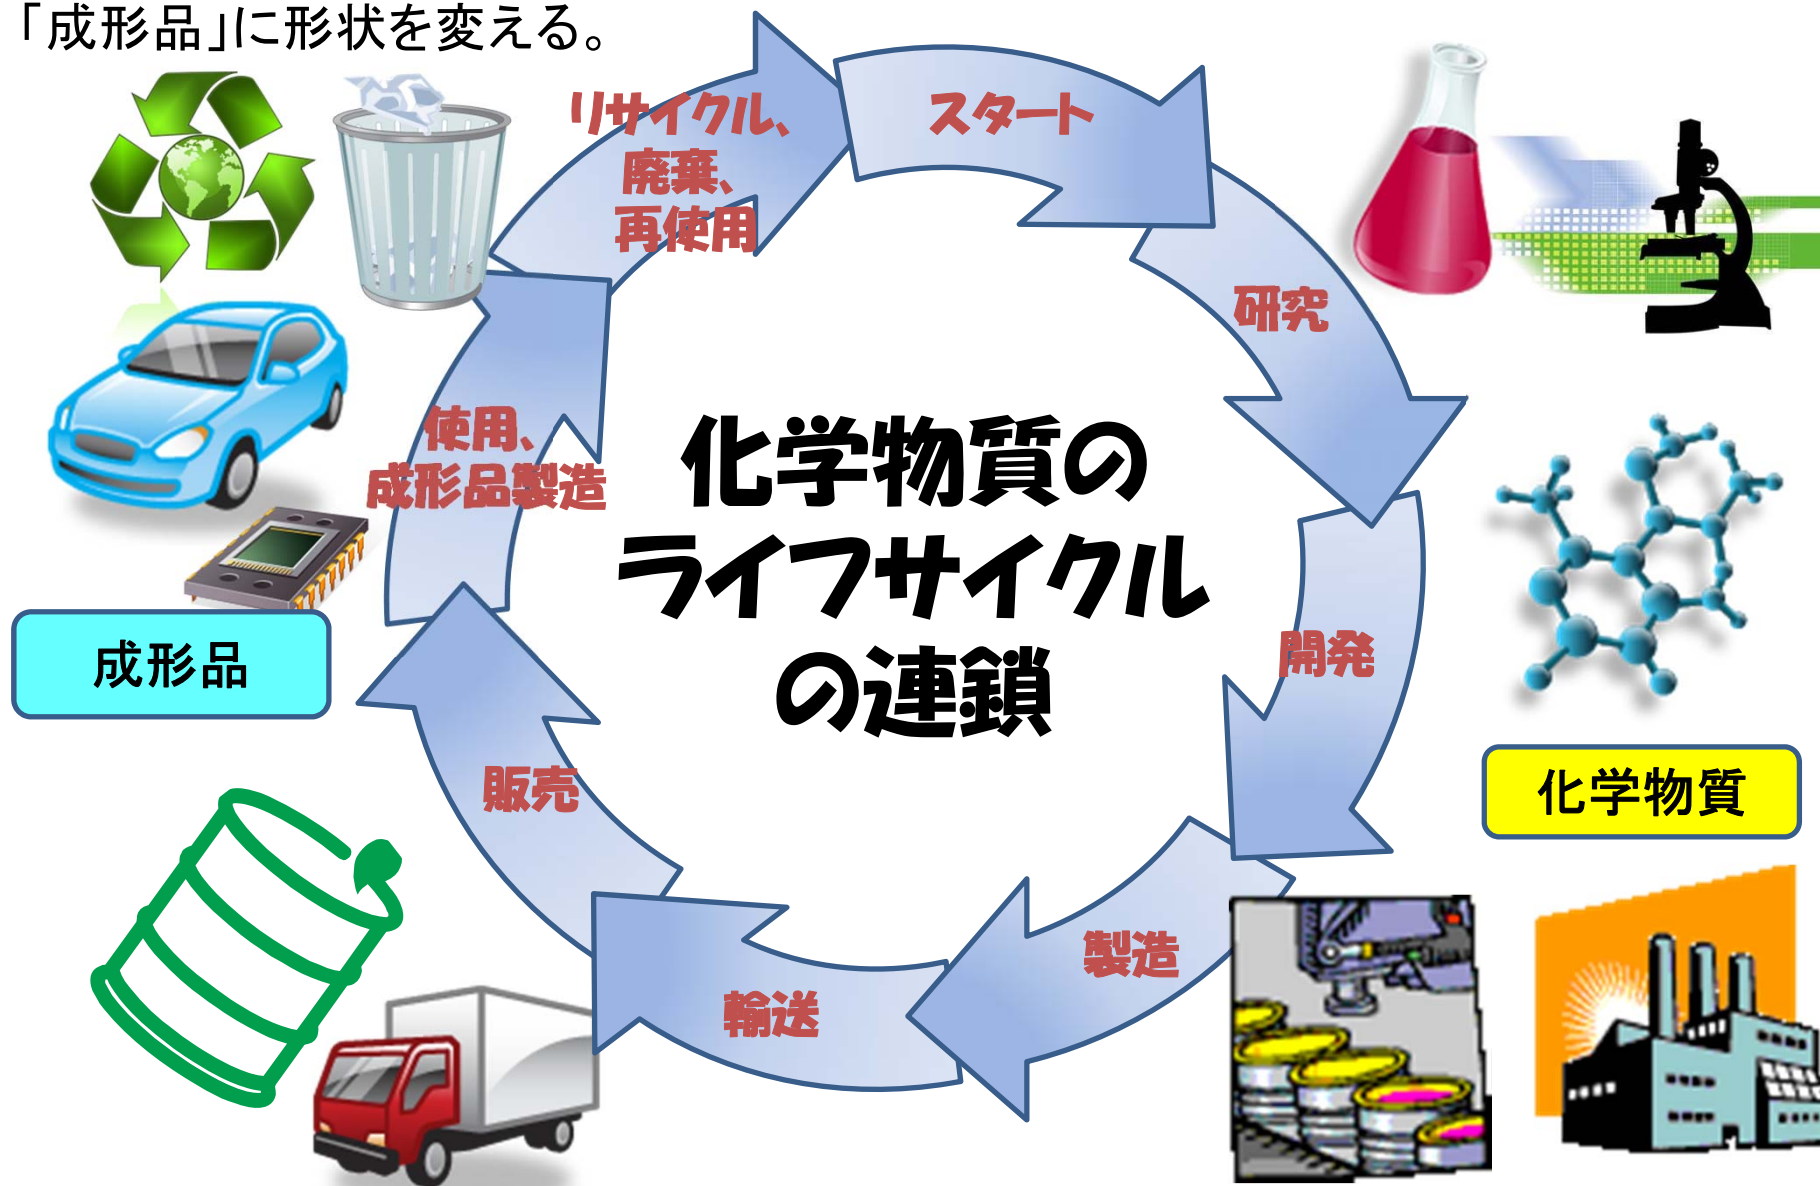 「成形品」に形状を変える。
リサイクル、
廃棄、
再使用
スタート
研究
使用、
成形品製造
化学物質の
ライフサイクル
の連鎖
開発
成形品
化学物質
販売
製造
輸送